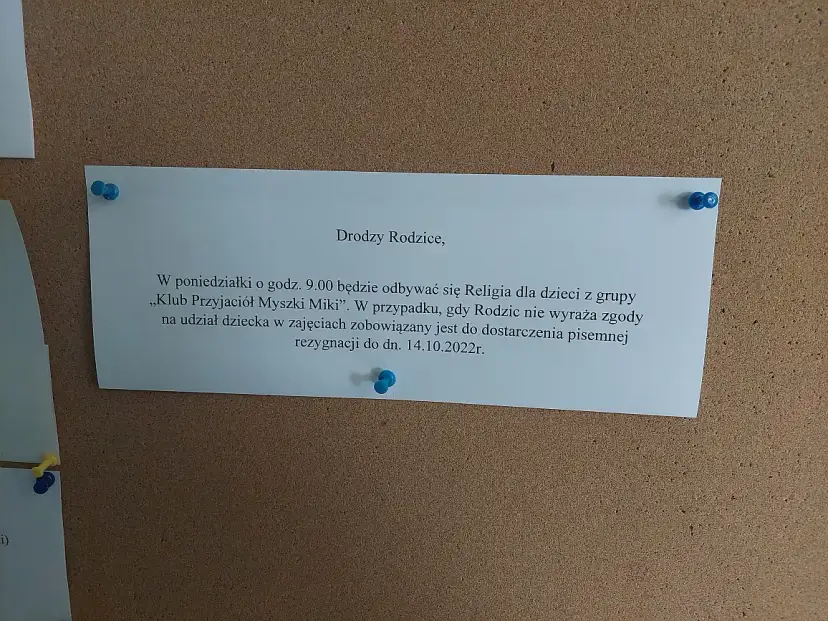 Drodzy Rodzice,
W poniedziałki o godz. 9.00 będzie odbywać się Religia dla dzieci z grupy
„Klub Przyjaciół Myszki Miki”. W przypadku, gdy Rodzic nie wyraża zgody
na udział dziecka w zajęciach zobowiązany jest do dostarczenia pisemnej
rezygnacji do dn. 14.10.2022r.
i)